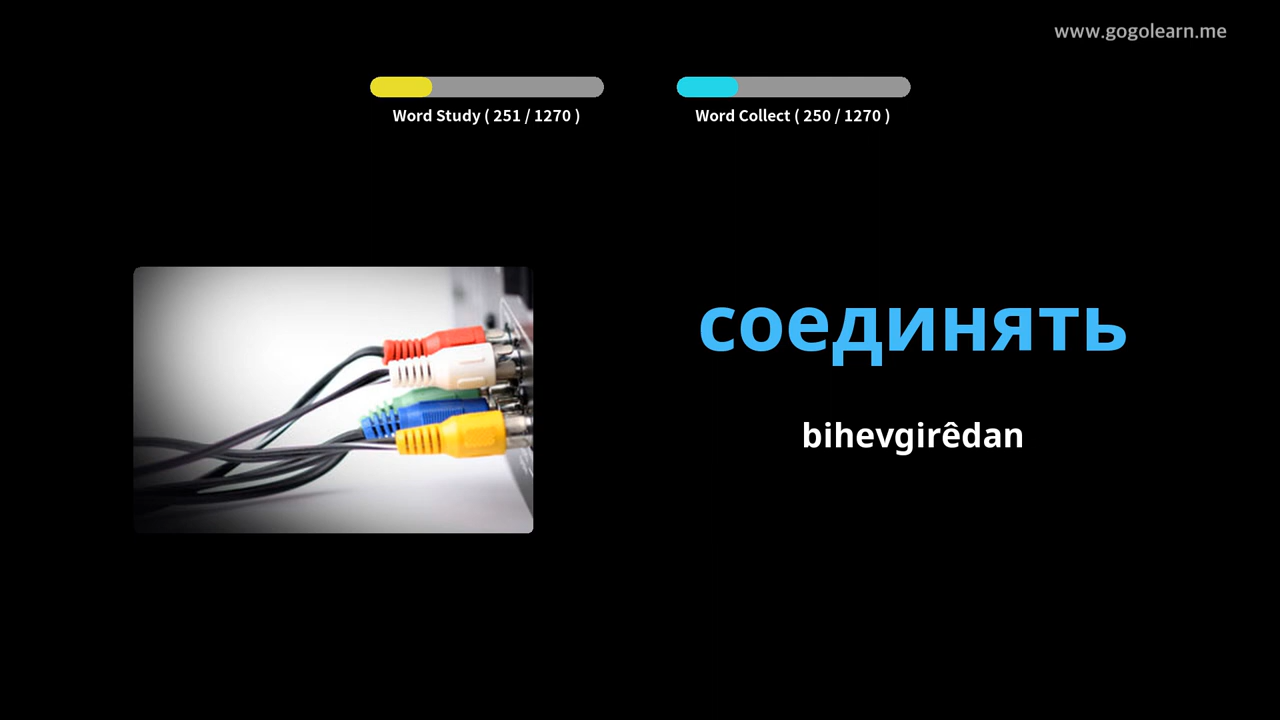 www.gogolearn.me
Word Study ( 251 / 1270 )
Word Collect ( 250 / 1270 )
соединять
bihevgirêdan